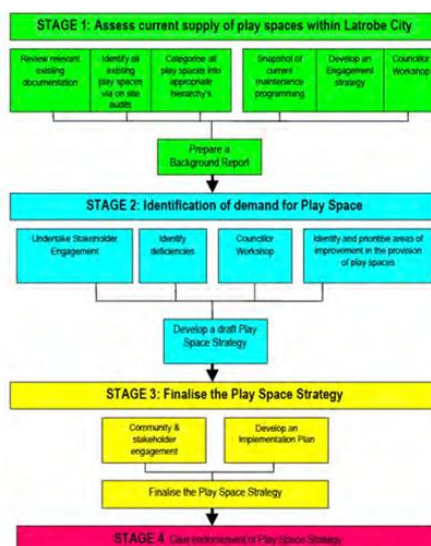 STAGE 1: Assess current supply of play spaces within Latrobe City
Review relevant
existing
documentation
Identify all
existing
play spaces
via on site
audits
Categorise all
play spaces into
appropriate
hierarchy's
Snapshot of
current
maintenance
programming
Develop an
Engagement
strategy
Councillor
Workshop
Prepare a
Background Report
STAGE 2: Identification of demand for Play Space
Undertake Stakeholder
Engagement
Identify
deficiencies
Councillor
Workshop
Identify and prioritise areas of
improvement in the provision
of play spaces
Develop a draft Play
Space Strategy
STAGE 3: Finalise the Play Space Strategy
Community &
stakeholder
engagement
Develop an
Implementation Plan
Finalise the Play Space Strategy
STAGE 4 Gain endorsement of Play Space Strategy